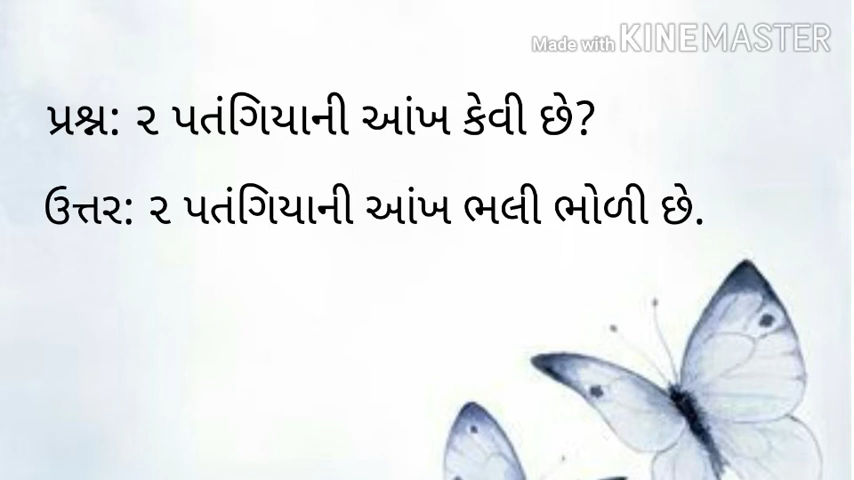 Made with KINEMASTER
પ્રશ્ન: ૨ પતંગિયાની આંખ કેવી છે?
ઉત્તર: ૨ પતંગિયાની આંખ ભલી ભોળી છે.